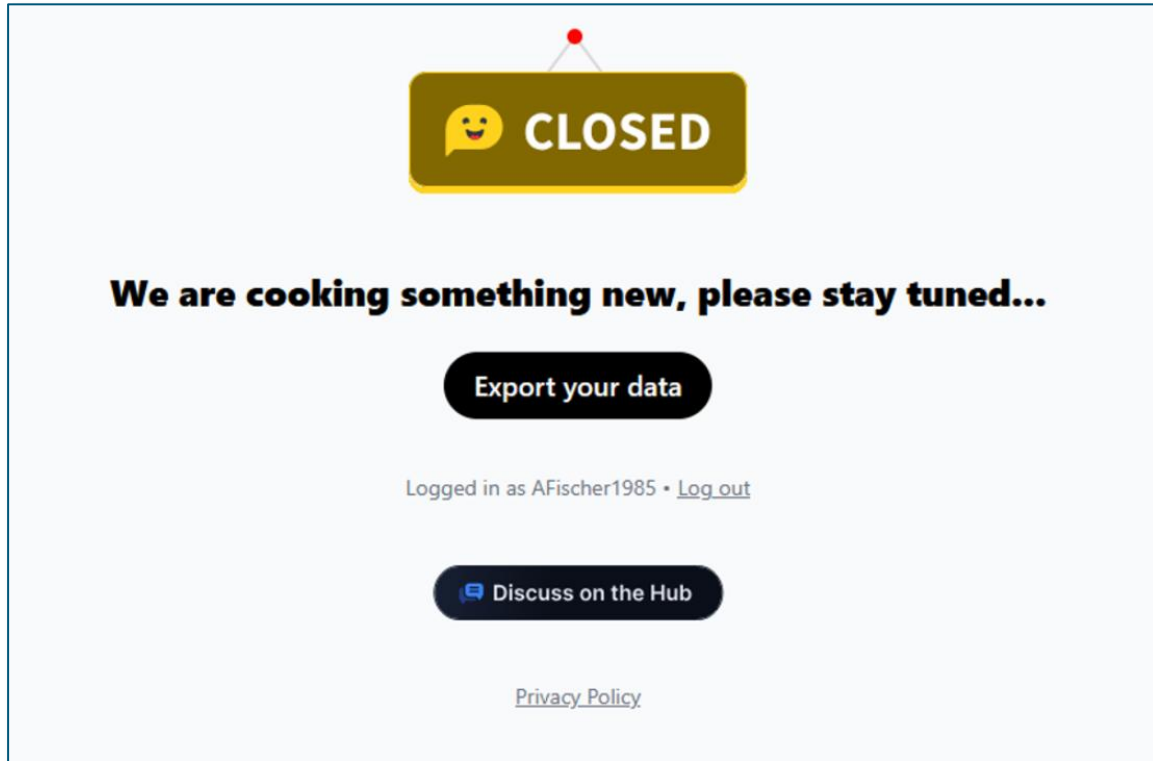 CLOSED
We are cooking something new, please stay tuned...
Export your data
Logged in as AFischer1985 • Log out
Discuss on the Hub
Privacy Policy